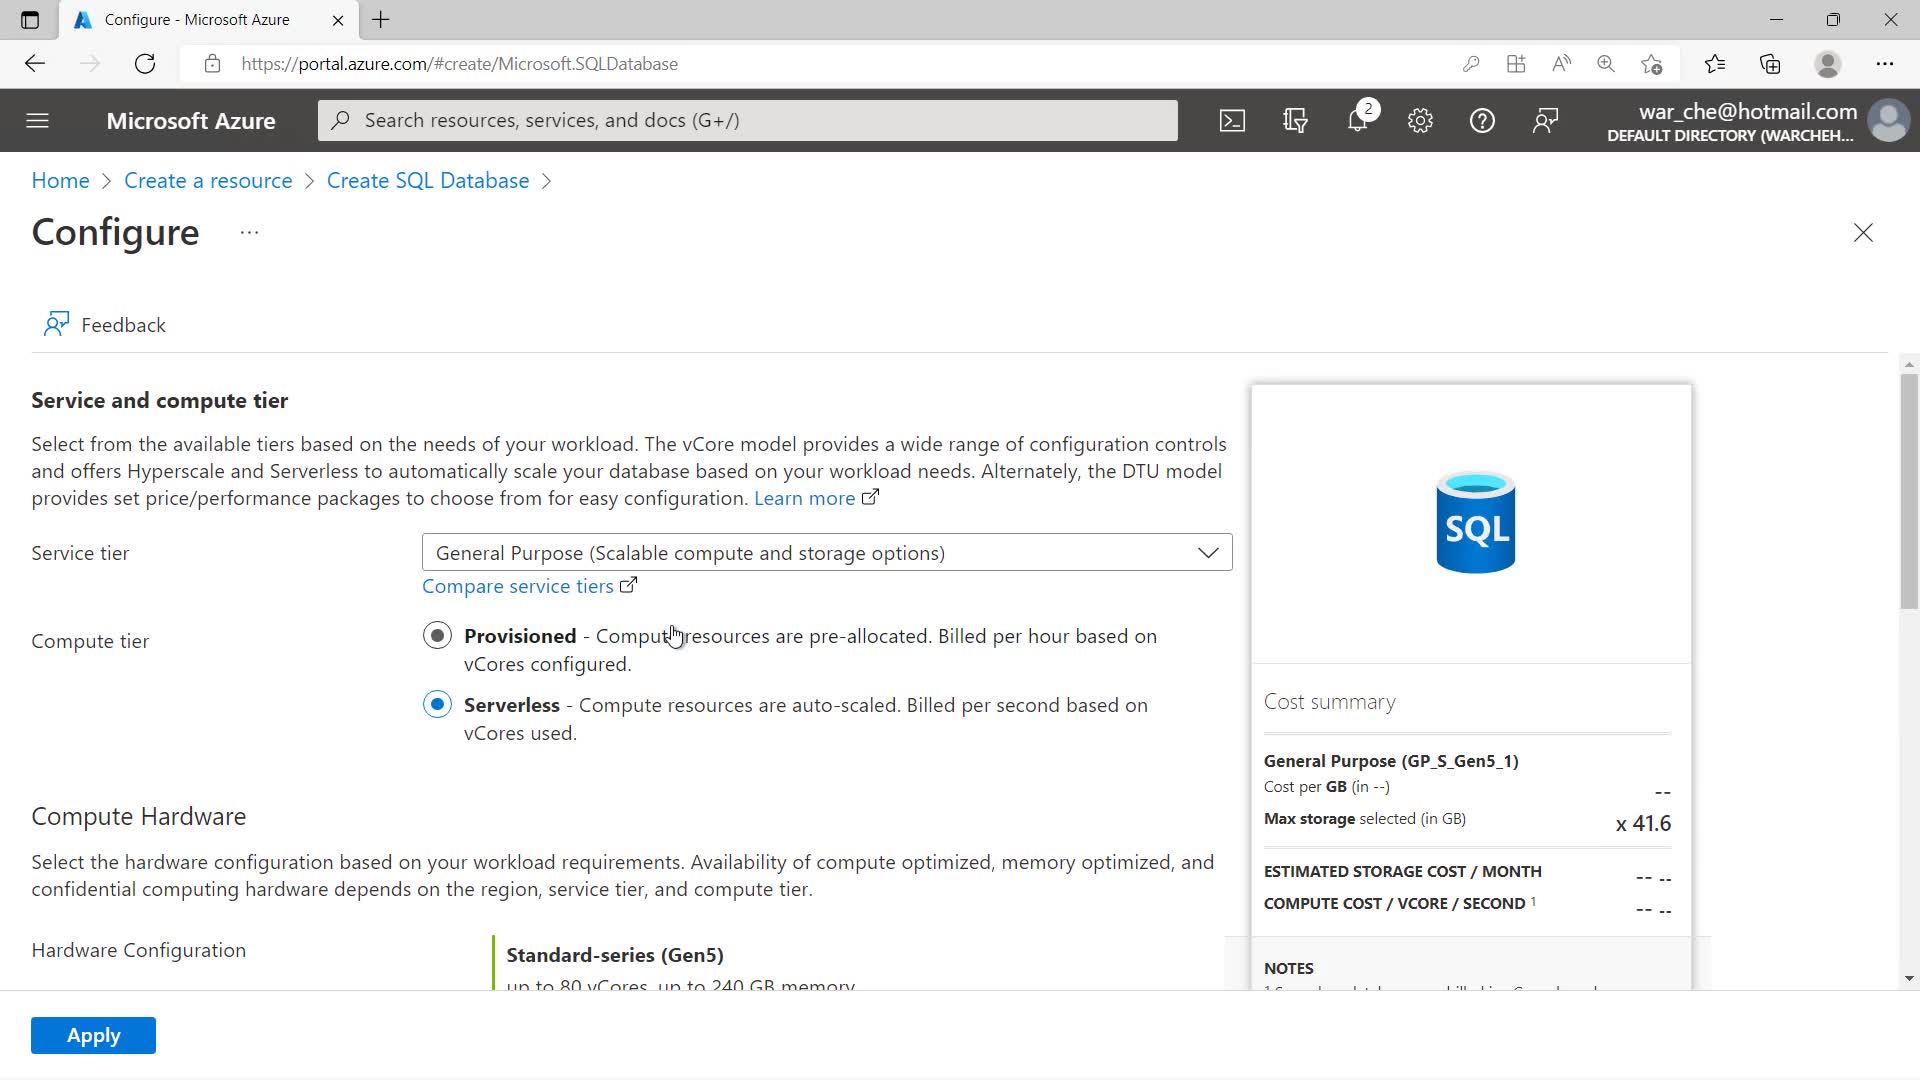 Configure - Microsoft Azure
https://portal.azure.com/#create/Microsoft.SQLDatabase
Microsoft Azure
Search resources, services, and docs (G+/)
2
war_che@hotmail.com
DEFAULT DIRECTORY (WARCHEH...
Home > Create a resource > Create SQL Database >
Configure ...
Feedback
Service and compute tier
Select from the available tiers based on the needs of your workload. The vCore model provides a wide range of configuration controls
and offers Hyperscale and Serverless to automatically scale your database based on your workload needs. Alternately, the DTU model
provides set price/performance packages to choose from for easy configuration. Learn more
Service tier
General Purpose (Scalable compute and storage options)
Compare service tiers
Compute tier
Provisioned - Compute resources are pre-allocated. Billed per hour based on
vCores configured.
Serverless - Compute resources are auto-scaled. Billed per second based on
vCores used.
Compute Hardware
Select the hardware configuration based on your workload requirements. Availability of compute optimized, memory optimized, and
confidential computing hardware depends on the region, service tier, and compute tier.
Hardware Configuration
Standard-series (Gen5)
up to 80 vCores, up to 240 GB memory
SQL
Cost summary
General Purpose (GP_S_Gen5_1)
Cost per GB (in --)
--
Max storage selected (in GB)
x 41.6
ESTIMATED STORAGE COST / MONTH
-- --
COMPUTE COST / VCORE / SECOND 1
-- --
NOTES
Apply